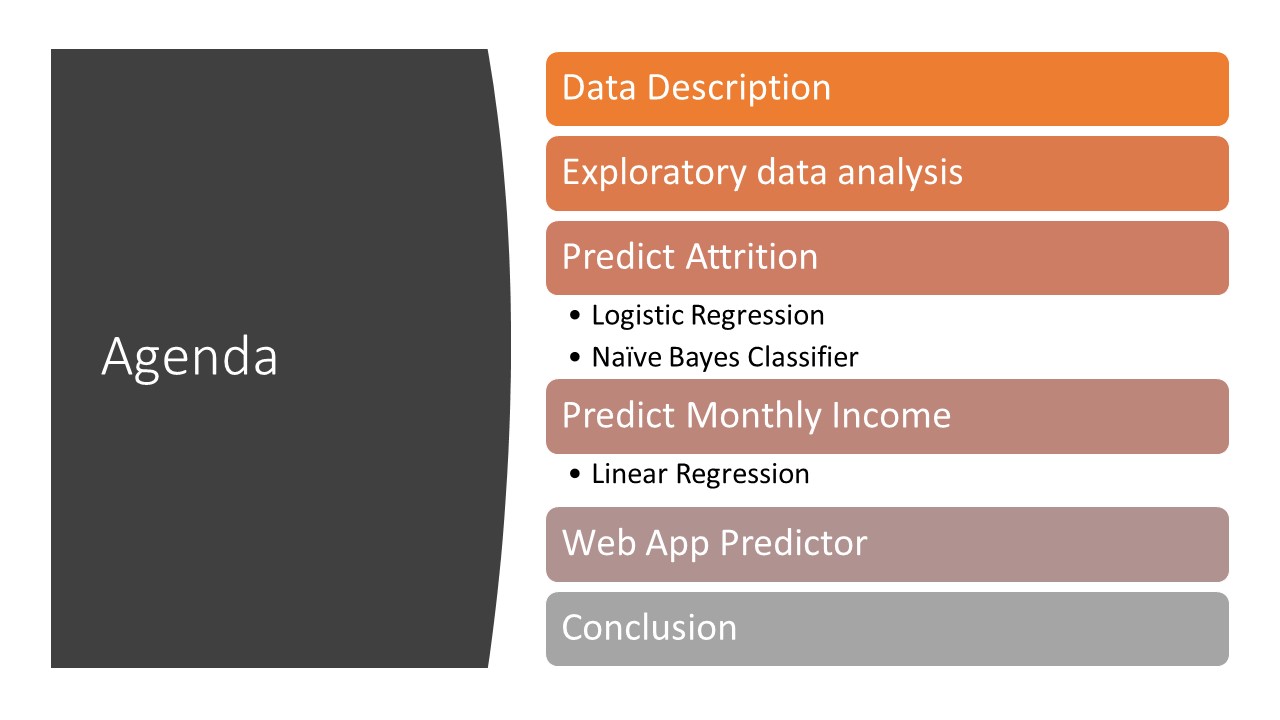 Agenda
Data Description
Exploratory data analysis
Predict Attrition
• Logistic Regression
• Naïve Bayes Classifier
Predict Monthly Income
• Linear Regression
Web App Predictor
Conclusion